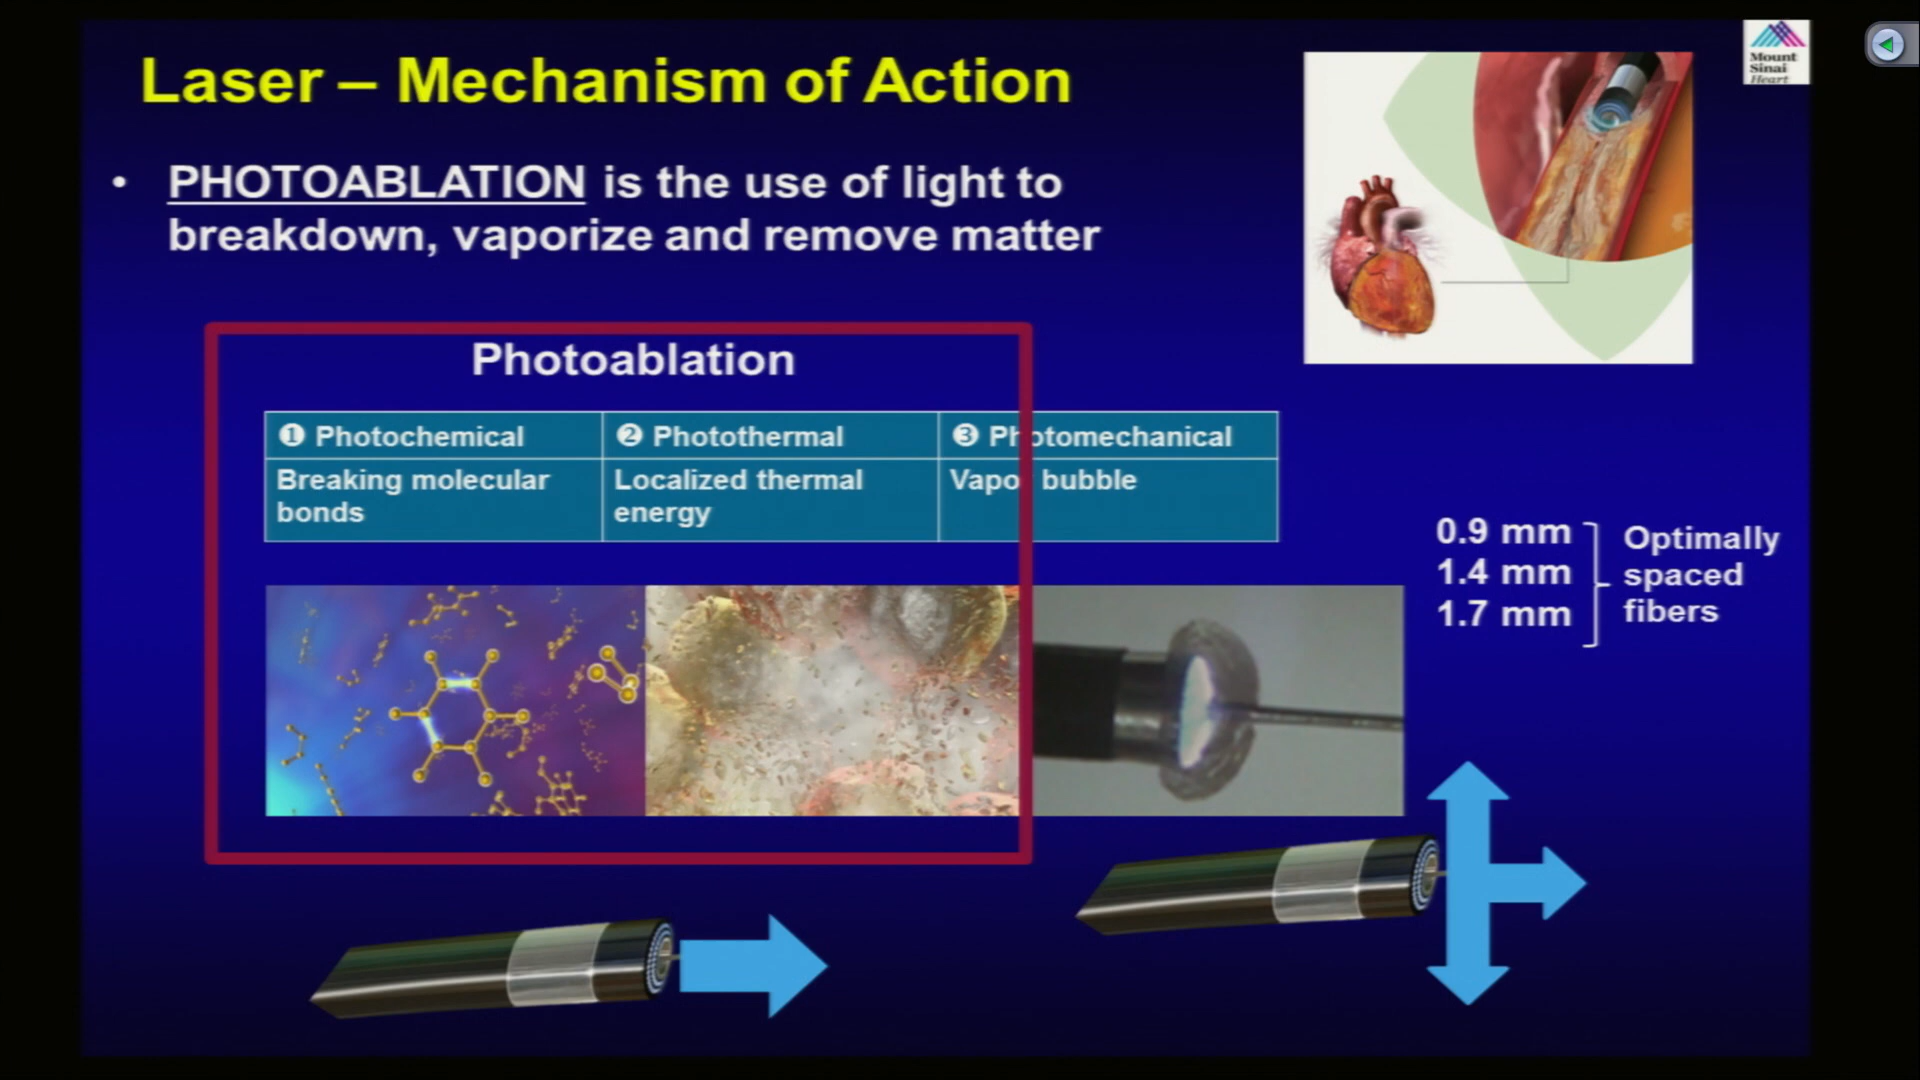 Laser – Mechanism of Action
Mount
Sinai
Heart
• PHOTOABLATION is the use of light to
breakdown, vaporize and remove matter
Photoablation
❶ Photochemical
❷ Photothermal
❸ Photomechanical
Breaking molecular
bonds
Localized thermal
energy
Vapo bubble
0.9 mm
1.4 mm
1.7 mm
Optimally
spaced
fibers